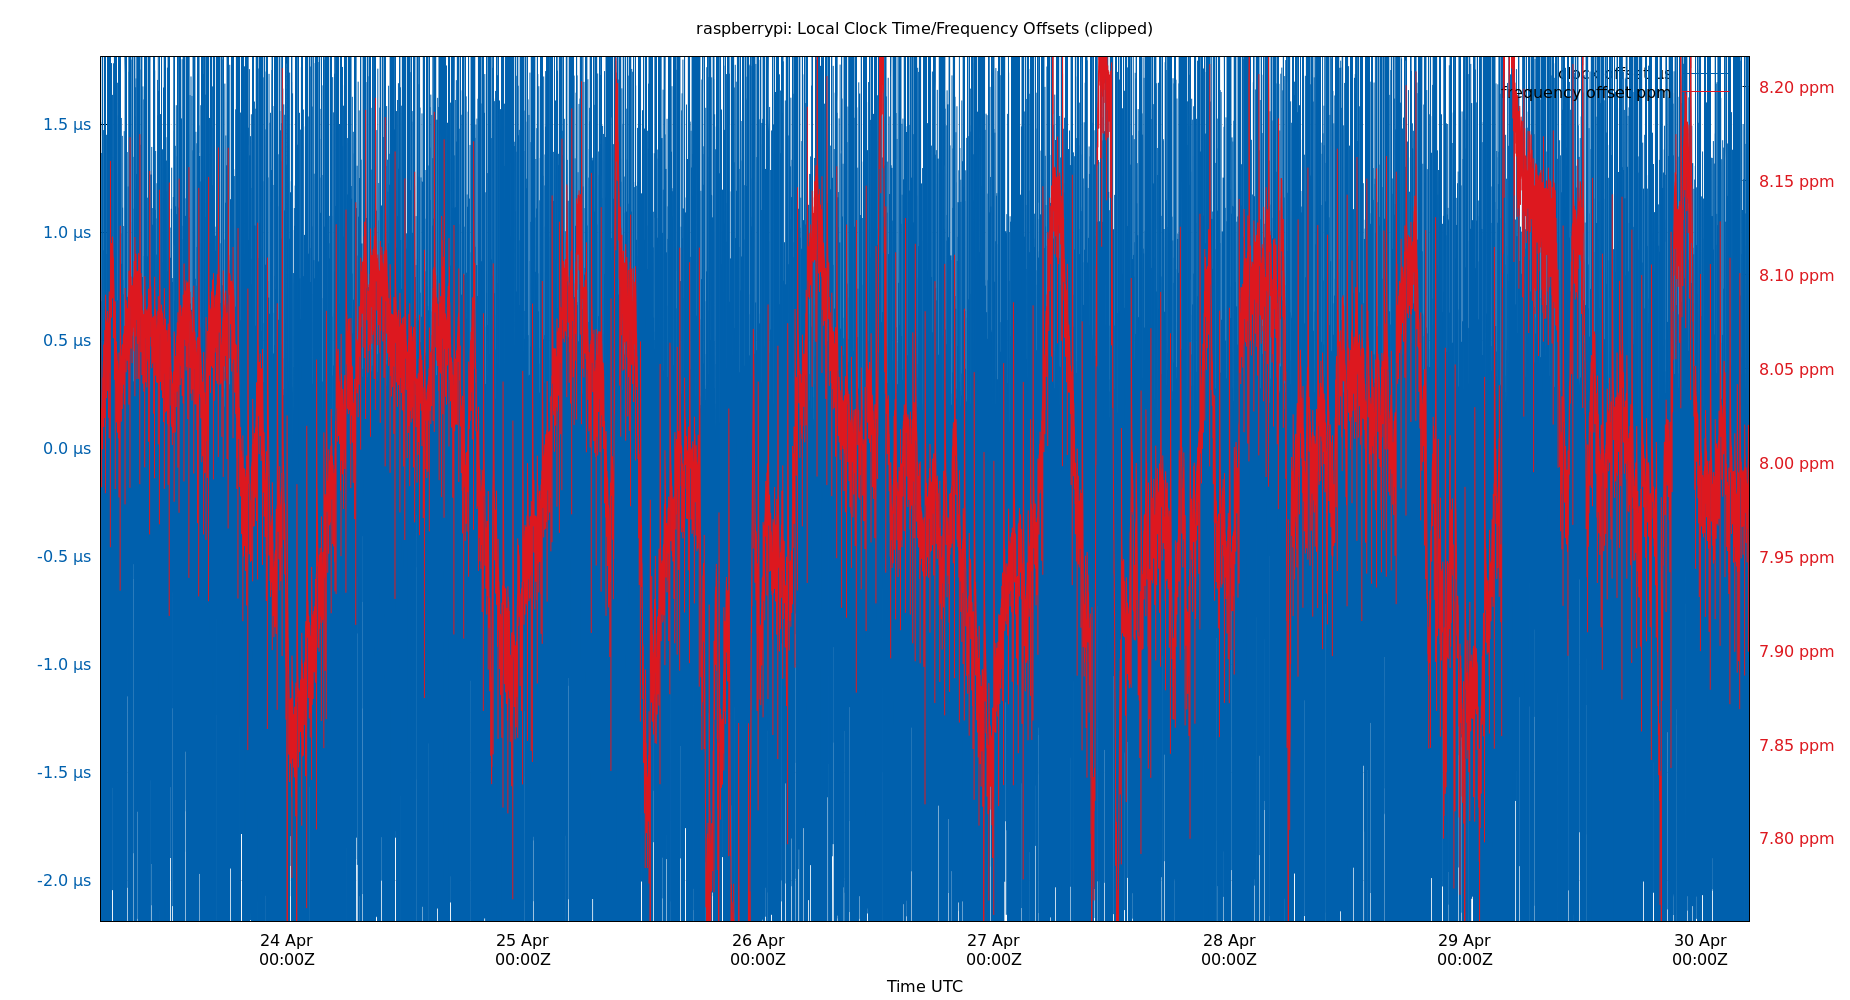 raspberrypi: Local Clock Time/Frequency Offsets (clipped)
clock offset µs
frequency offset ppm
1.5 µs
1.0 µs
0.5 µs
0.0 µs
-0.5 µs
-1.0 µs
-1.5 µs
-2.0 µs
8.20 ppm
8.15 ppm
8.10 ppm
8.05 ppm
8.00 ppm
7.95 ppm
7.90 ppm
7.85 ppm
7.80 ppm
24 Apr
00:00Z
25 Apr
00:00Z
26 Apr
00:00Z
27 Apr
00:00Z
28 Apr
00:00Z
29 Apr
00:00Z
30 Apr
00:00Z
Time UTC